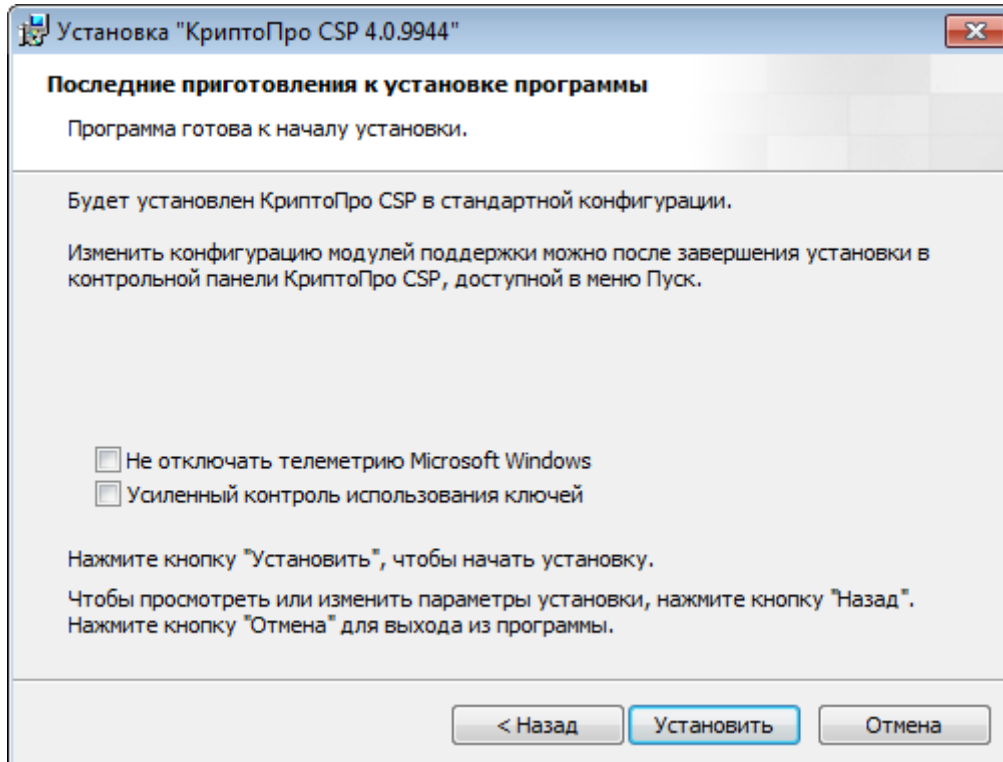 Установка "КриптоПро CSP 4.0.9944"
Последние приготовления к установке программы
Программа готова к началу установки.
Будет установлен КриптоПро CSP в стандартной конфигурации.
Изменить конфигурацию модулей поддержки можно после завершения установки в
контрольной панели КриптоПро CSP, доступной в меню Пуск.
Не отключать телеметрию Microsoft Windows
Усиленный контроль использования ключей
Нажмите кнопку "Установить", чтобы начать установку.
Чтобы просмотреть или изменить параметры установки, нажмите кнопку "Назад".
Нажмите кнопку "Отмена" для выхода из программы.
< Назад
Установить
Отмена